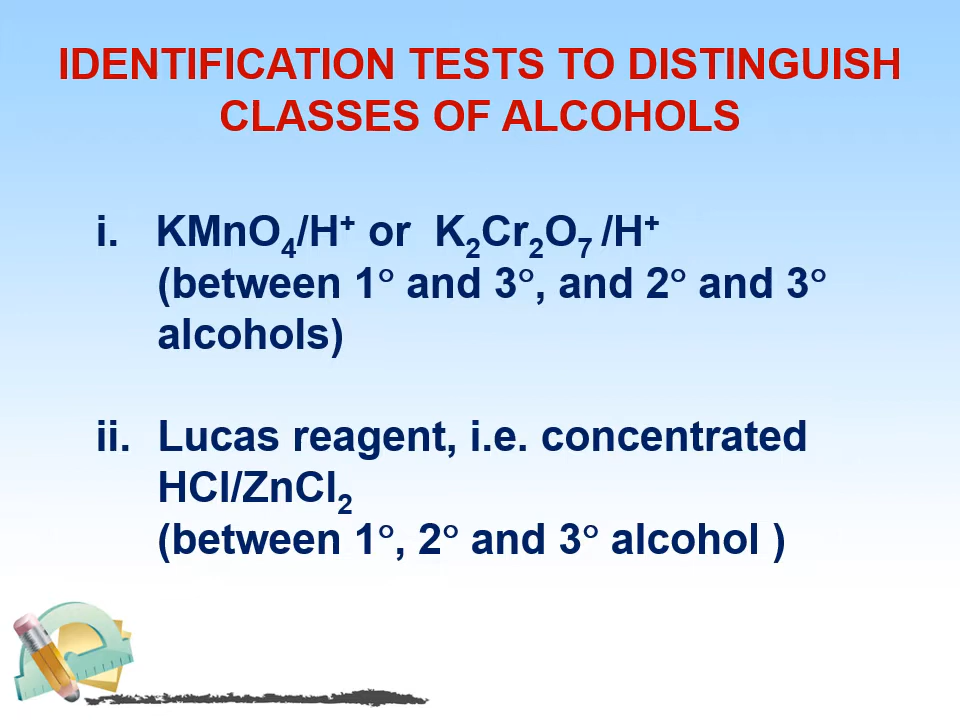 IDENTIFICATION TESTS TO DISTINGUISH
CLASSES OF ALCOHOLS
i. KMnO₄/H⁺ or K₂Cr₂O₇ /H⁺
(between 1° and 3°, and 2° and 3°
alcohols)
ii. Lucas reagent, i.e. concentrated
HCl/ZnCl₂
(between 1°, 2° and 3° alcohol )